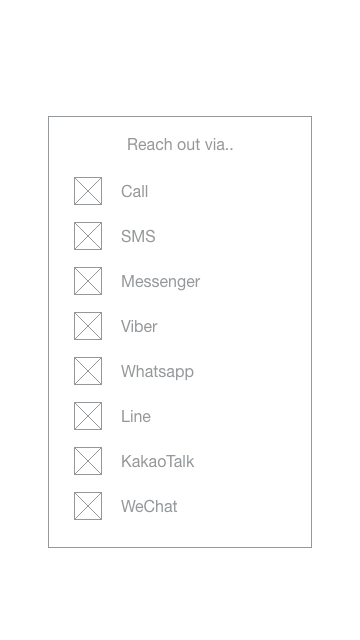 Reach out via..
Call
SMS
Messenger
Viber
Whatsapp
Line
KakaoTalk
WeChat